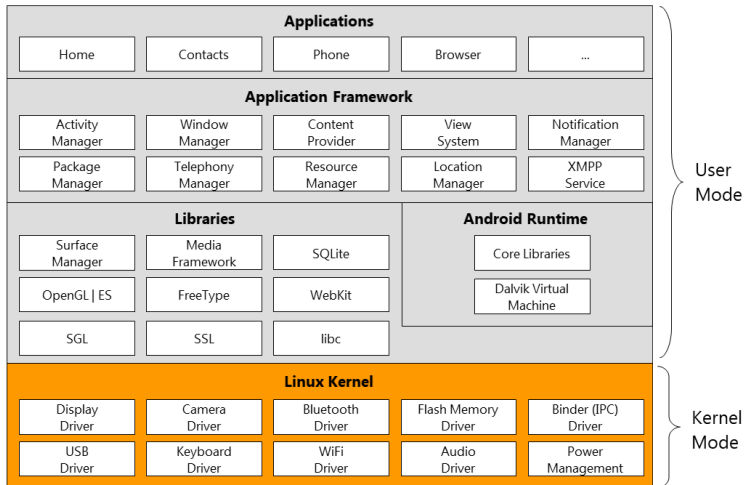 Applications
Home
Contacts
Phone
Browser
...
Application Framework
Activity
Manager
Window
Manager
Content
Provider
View
System
Notification
Manager
Package
Manager
Telephony
Manager
Resource
Manager
Location
Manager
XMPP
Service
User
Mode
Libraries
Surface
Manager
Media
Framework
SQLite
OpenGL | ES
FreeType
WebKit
SGL
SSL
libc
Android Runtime
Core Libraries
Dalvik Virtual
Machine
Linux Kernel
Display
Driver
Camera
Driver
Bluetooth
Driver
Flash Memory
Driver
Binder (IPC)
Driver
USB
Driver
Keyboard
Driver
WiFi
Driver
Audio
Driver
Power
Management
Kernel
Mode